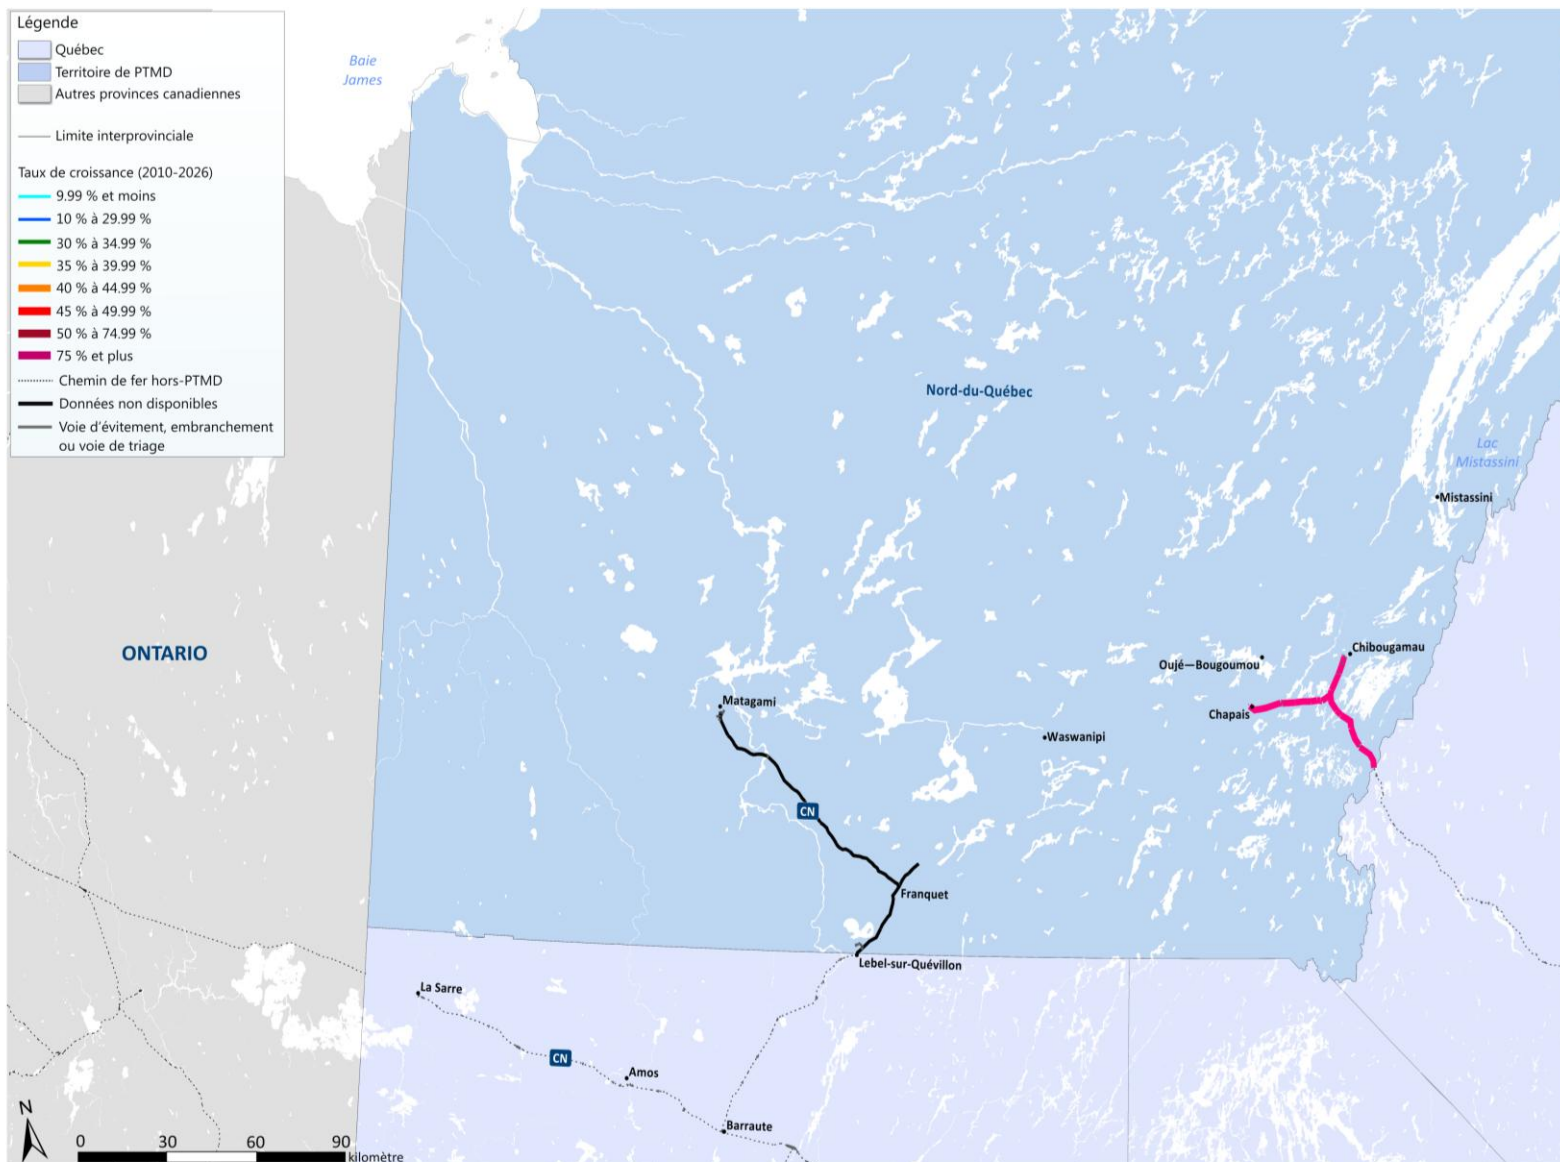 Légende
Québec
Territoire de PTMD
Autres provinces canadiennes
Limite interprovinciale
Taux de croissance (2010-2026)
9.99 % et moins
10 % à 29.99 %
30 % à 34.99 %
35 % à 39.99 %
40 % à 44.99 %
45 % à 49.99 %
50 % à 74.99 %
75 % et plus
Chemin de fer hors-PTMD
Données non disponibles
Voie d'évitement, embranchement
ou voie de triage
Baie
James
Nord-du-Québec
Lac
Mistassini
Mistassini
ONTARIO
Chibougamau
Oujé—Bougoumou
Chapais
Matagami
Waswanipi
CN
Franquet
Lebel-sur-Quévillon
La Sarre
CN
Amos
Barraute
N
0 30 60 90
kilomètre